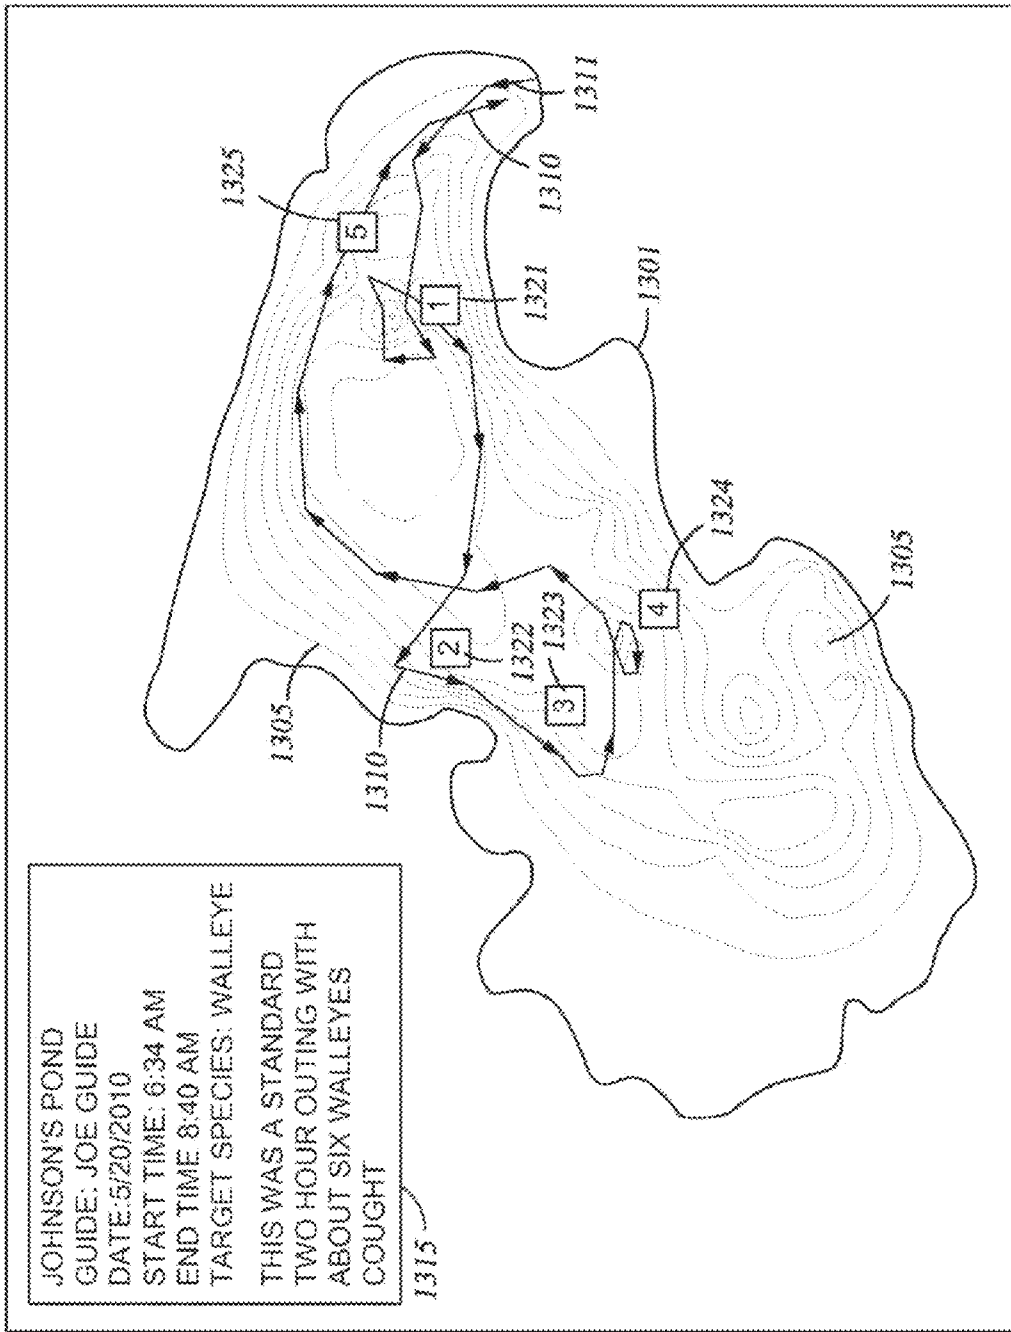 JOHNSON'S POND
GUIDE: JOE GUIDE
DATE:5/20/2010
START TIME: 6:34 AM
END TIME 8:40 AM
TARGET SPECIES: WALLEYE
THIS WAS A STANDARD
TWO HOUR OUTING WITH
ABOUT SIX WALLEYES
COUGHT
1315
1305
1310
2
1322
3
1323
4
1324
1305
1301
1
1321
5
1325
1310
1311